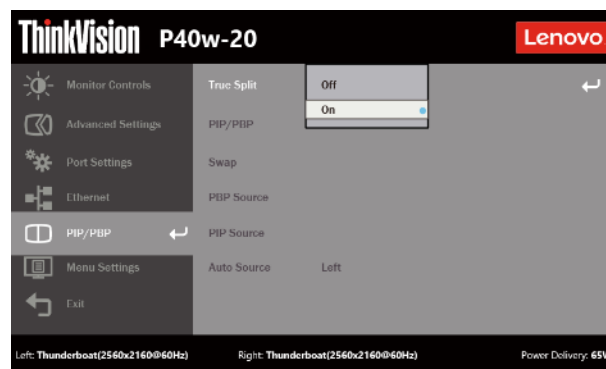 ThinkVision P40w-20 Lenovo
Monitor Controls
True Split
Off
On
Advanced Settings
PIP/PBP
Port Settings
Swap
Ethernet
PBP Source
PIP/PBP
PIP Source
Menu Settings
Auto Source Left
Exit
Left: Thunderboat(2560x2160@60Hz) Right: Thunderboat(2560x2160@60Hz) Power Delivery: 65W